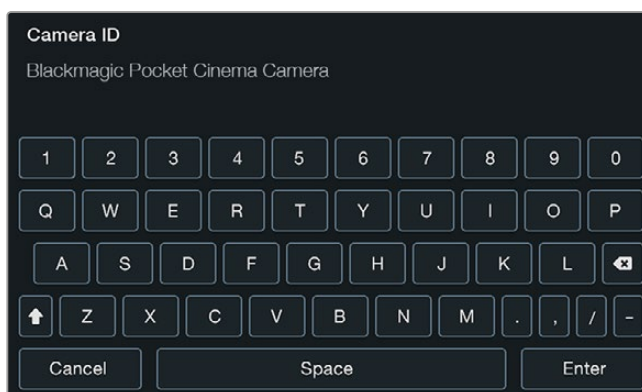 Camera ID
Blackmagic Pocket Cinema Camera
1 2 3 4 5 6 7 8 9 0
Q W E R T Y U I O P
A S D F G H J K L
Z X C V B N M . , / -
Cancel Space Enter